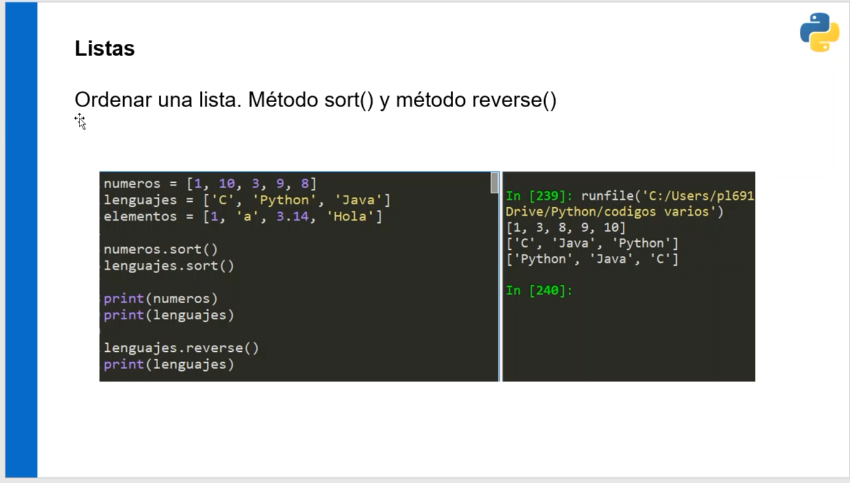 Listas
Ordenar una lista. Método sort() y método reverse()
numeros = [1, 10, 3, 9, 8]
lenguajes = ['C', 'Python', 'Java']
elementos = [1, 'a', 3.14, 'Hola']
numeros.sort()
lenguajes.sort()
print(numeros)
print(lenguajes)
lenguajes.reverse()
print(lenguajes)
In [239]: runfile('C:/Users/pl691
Drive/Python/codigos varios')
[1, 3, 8, 9, 10]
['C', 'Java', 'Python']
['Python', 'Java', 'C']
In [240]: